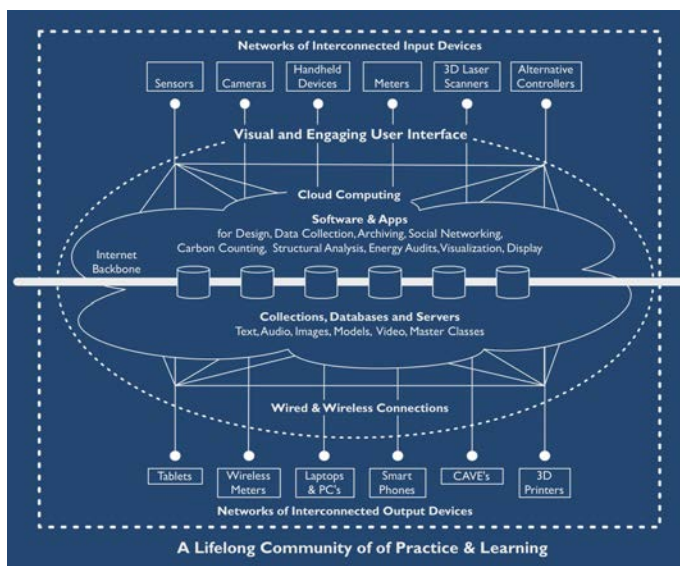 Networks of Interconnected Input Devices
Sensors
Cameras
Handheld
Devices
Meters
3D Laser
Scanners
Alternative
Controllers
Visual and Engaging User Interface
Cloud Computing
Software & Apps
for Design, Data Collection, Archiving, Social Networking,
Carbon Counting, Structural Analysis, Energy Audits, Visualization, Display
Internet
Backbone
Collections, Databases and Servers
Text, Audio, Images, Models, Video, Master Classes
Wired & Wireless Connections
Tablets
Wireless
Meters
Laptops
& PC's
Smart
Phones
CAVE's
3D
Printers
Networks of Interconnected Output Devices
A Lifelong Community of of Practice & Learning